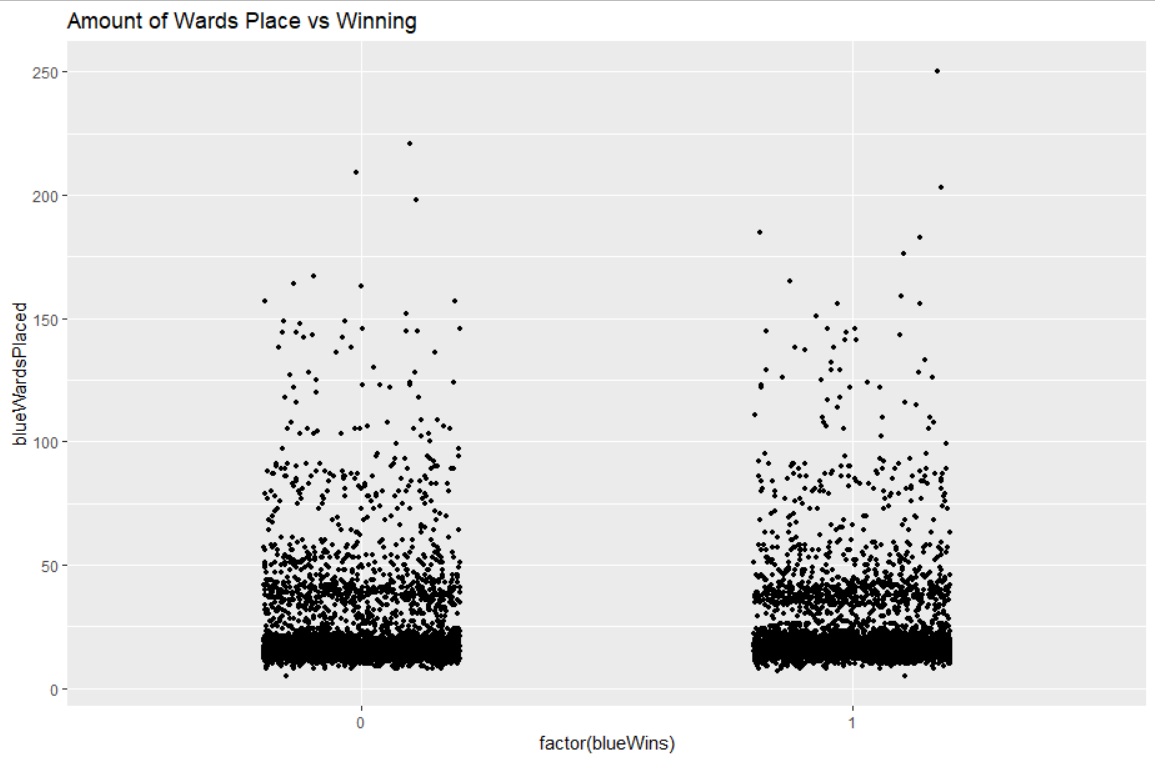 Amount of Wards Place vs Winning
250
200
150
100
50
0
blueWardsPlaced
0
1
factor(blueWins)